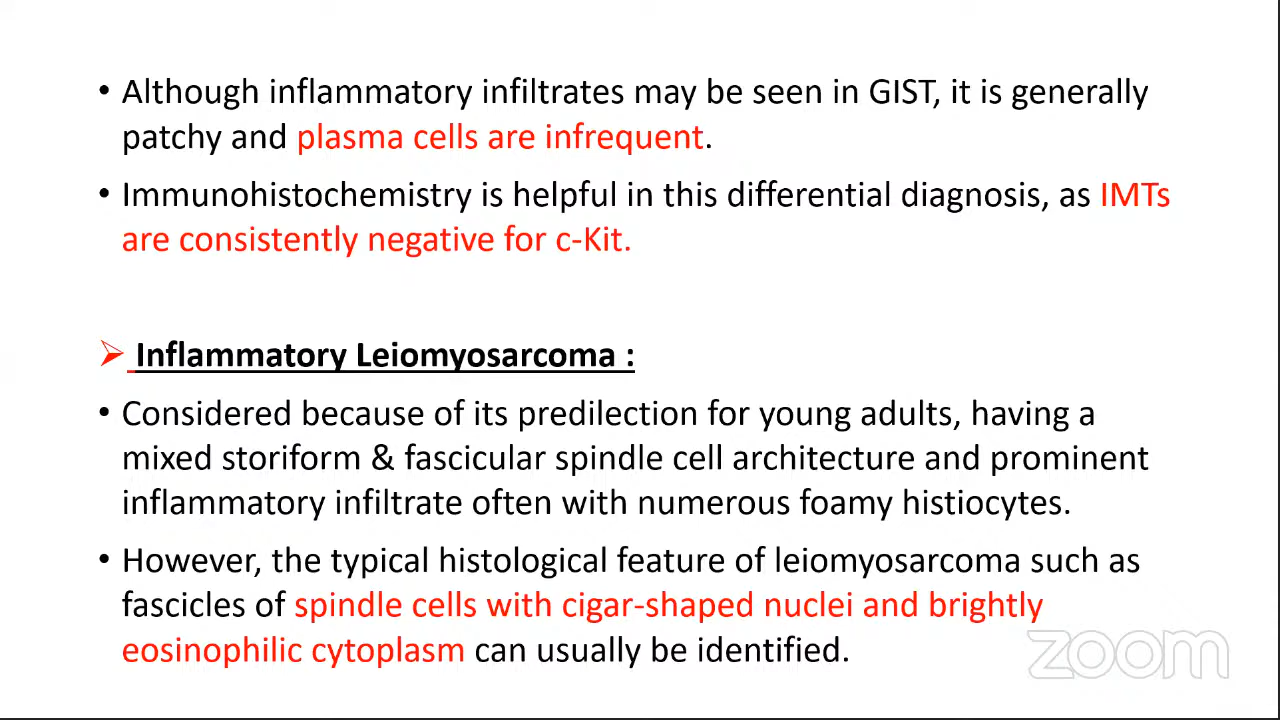 • Although inflammatory infiltrates may be seen in GIST, it is generally
patchy and plasma cells are infrequent.
• Immunohistochemistry is helpful in this differential diagnosis, as IMTs
are consistently negative for c-Kit.
➢ Inflammatory Leiomyosarcoma :
• Considered because of its predilection for young adults, having a
mixed storiform & fascicular spindle cell architecture and prominent
inflammatory infiltrate often with numerous foamy histiocytes.
• However, the typical histological feature of leiomyosarcoma such as
fascicles of spindle cells with cigar-shaped nuclei and brightly
eosinophilic cytoplasm can usually be identified.
zoom